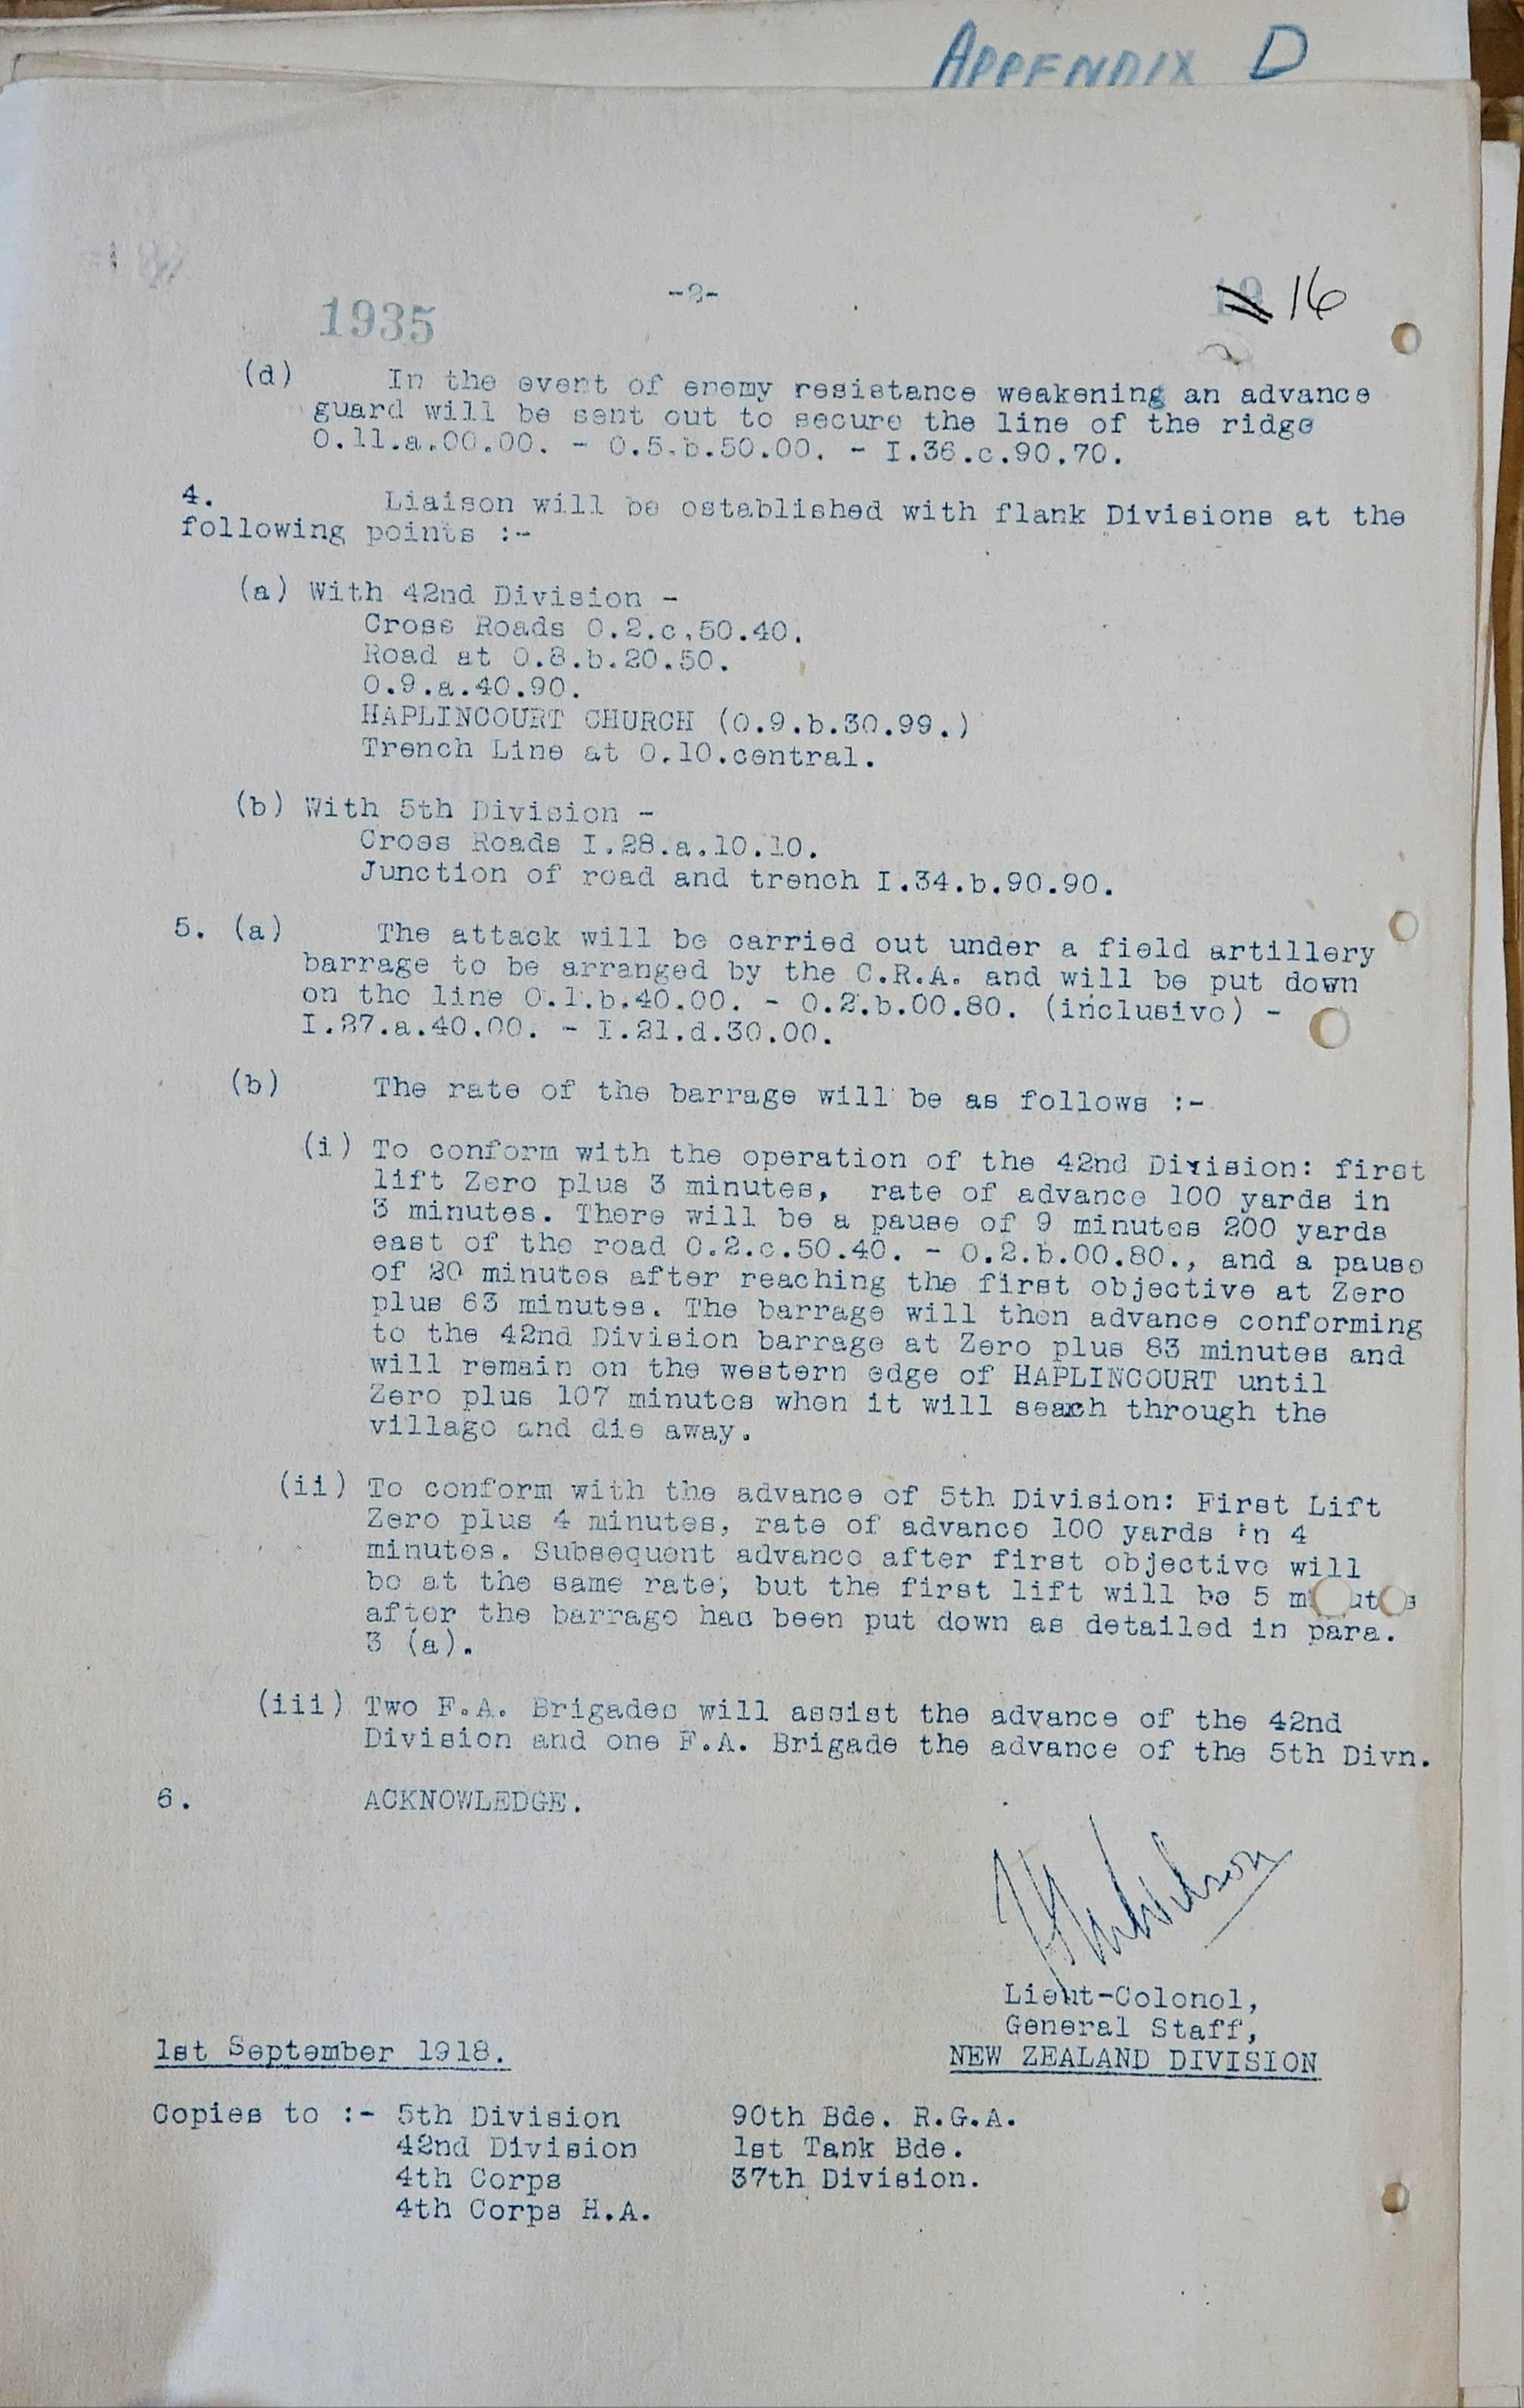 APPENDIX D
1935
-2-
16
(d) In the event of enemy resistance weakening an advance
guard will be sent out to secure the line of the ridge
O.11.a.00.00. - O.5.b.50.00. - I.36.c.90.70.
4. Liaison will be established with flank Divisions at the
following points :-
(a) With 42nd Division -
Cross Roads O.2.c.50.40.
Road at O.8.b.20.50.
O.9.a.40.90.
HAPLINCOURT CHURCH (O.9.b.30.99.)
Trench Line at O.10.central.
(b) With 5th Division -
Cross Roads I.28.a.10.10.
Junction of road and trench I.34.b.90.90.
5. (a) The attack will be carried out under a field artillery
barrage to be arranged by the C.R.A. and will be put down
on the line O.1.b.40.00. - O.2.b.00.80. (inclusive) -
I.27.a.40.00. - I.21.d.30.00.
(b) The rate of the barrage will be as follows :-
(i) To conform with the operation of the 42nd Division: first
lift Zero plus 3 minutes, rate of advance 100 yards in
3 minutes. There will be a pause of 9 minutes 200 yards
east of the road O.2.c.50.40. - O.2.b.00.80., and a pause
of 20 minutes after reaching the first objective at Zero
plus 63 minutes. The barrage will then advance conforming
to the 42nd Division barrage at Zero plus 83 minutes and
will remain on the western edge of HAPLINCOURT until
Zero plus 107 minutes when it will seach through the
village and die away.
(ii) To conform with the advance of 5th Division: First Lift
Zero plus 4 minutes, rate of advance 100 yards in 4
minutes. Subsequent advance after first objective will
be at the same rate, but the first lift will be 5 minutes
after the barrage has been put down as detailed in para.
3 (a).
(iii) Two F.A. Brigades will assist the advance of the 42nd
Division and one F.A. Brigade the advance of the 5th Divn.
6. ACKNOWLEDGE.
Lieut-Colonel,
General Staff,
1st September 1918.
NEW ZEALAND DIVISION
Copies to :- 5th Division 90th Bde. R.G.A.
42nd Division 1st Tank Bde.
4th Corps 37th Division.
4th Corps H.A.